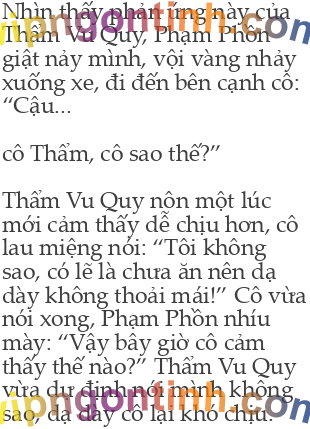 Nhìn thấy phản ứng này của
Thẩm Vu Quy, Phạm Phồn
giật nảy mình, vội vàng nhảy
xuống xe, đi đến bên cạnh cô:
“Cậu...
cô Thẩm, cô sao thế?”
Thẩm Vu Quy nôn một lúc
mới cảm thấy dễ chịu hơn, cô
lau miệng nói: “Tôi không
sao, có lẽ là chưa ăn nên dạ
dày không thoải mái!” Cô vừa
nói xong, Phạm Phồn nhíu
mày: “Vậy bây giờ cô cảm
thấy thế nào?” Thẩm Vu Quy
vừa dự định nói mình không
sao, dạ dày cô lại khó chịu.
vipngontinh.com
vipngontinh.com